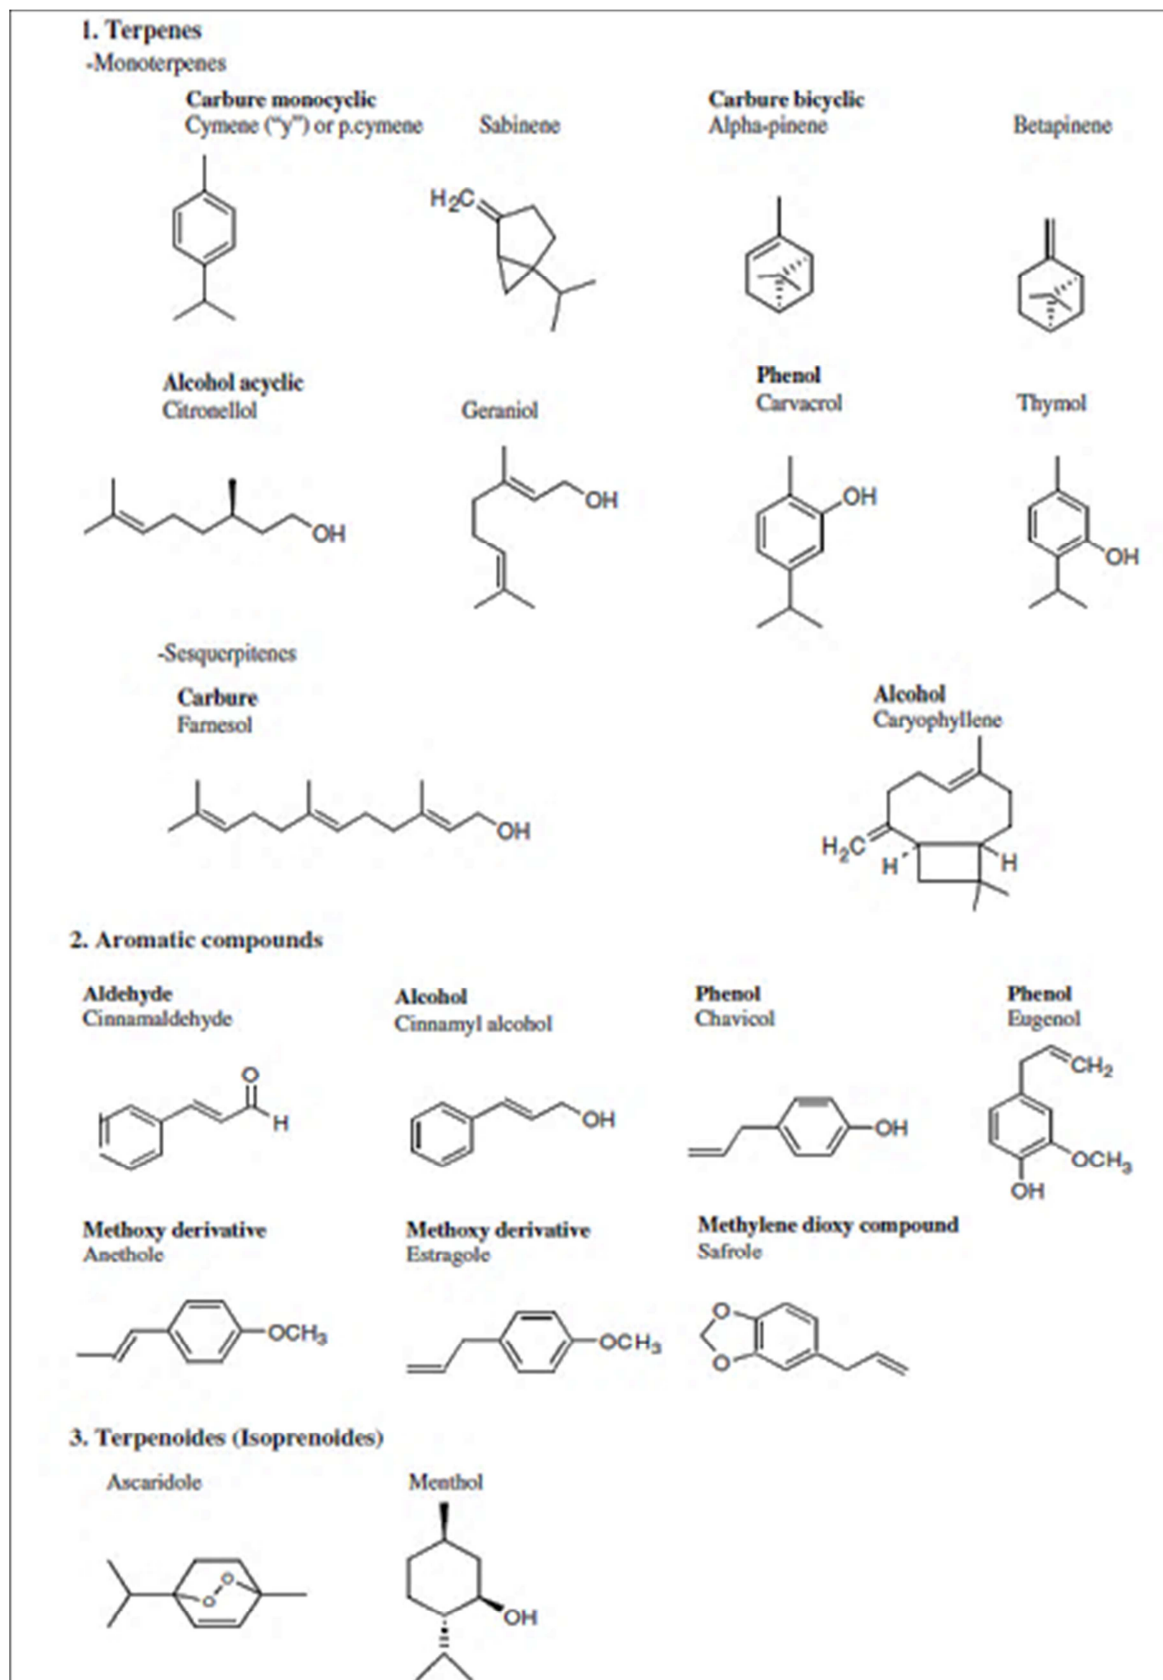 1. Terpenes
-Monoterpenes
Carbure monocyclic
Cymene ("y") or p.cymene
Sabinene
Carbure bicyclic
Alpha-pinene
Betapinene
H₂C
Alcohol acyclic
Citronellol
Geraniol
Phenol
Carvacrol
Thymol
OH
OH
OH
OH
-Sesquerpitenes
Carbure
Farnesol
Alcohol
Caryophyllene
OH
H₂C
H
H
2. Aromatic compounds
Aldehyde
Cinnamaldehyde
Alcohol
Cinnamyl alcohol
Phenol
Chavicol
Phenol
Eugenol
O
H
OH
OH
CH₂
OCH₃
OH
Methoxy derivative
Anethole
Methoxy derivative
Estragole
Methylene dioxy compound
Safrole
OCH₃
OCH₃
O
O
3. Terpenoides (Isoprenoides)
Ascaridole
Menthol
O
O
OH